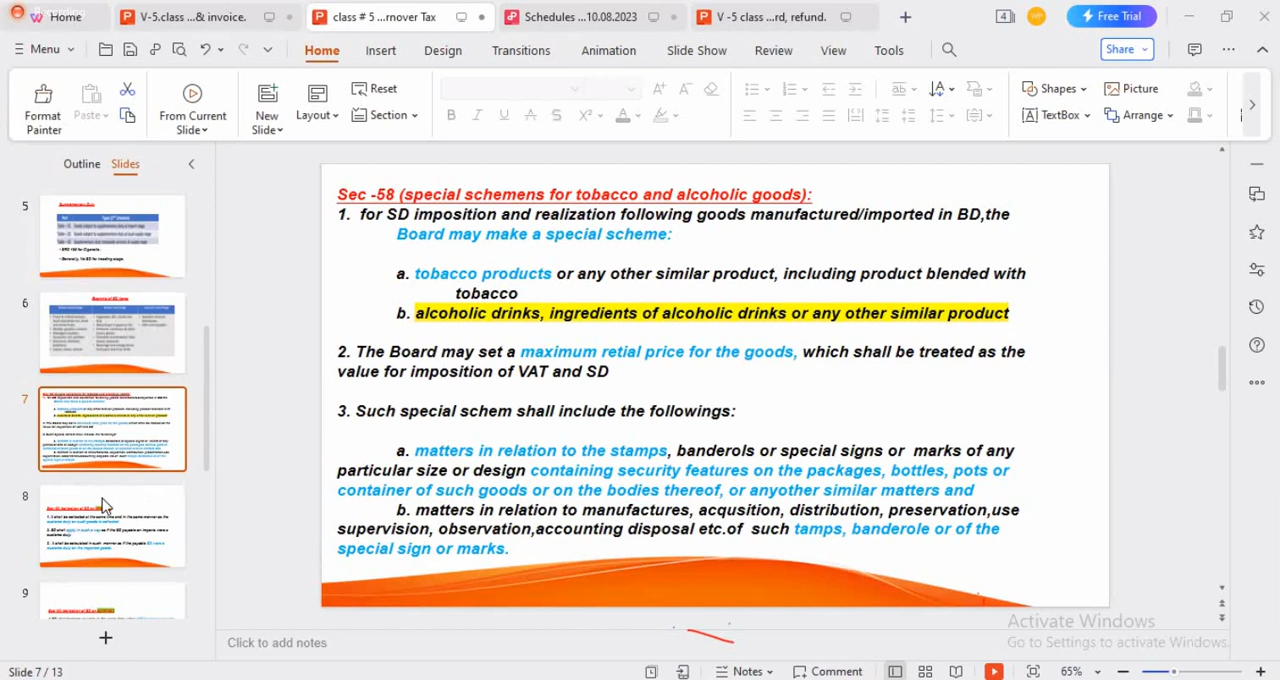 Home
V-5.class ...& invoice.
class # 5 ...rnover Tax
Schedules ...10.08.2023
V -5 class ...rd, refund.
4
Free Trial
Menu
Home
Insert
Design
Transitions
Animation
Slide Show
Review
View
Tools
Share
Format Painter
Paste
From Current Slide
New Slide
Layout
Reset
Section
Shapes
Picture
TextBox
Arrange
Outline
Slides
5
6
7
8
9
Sec -58 (special schemens for tobacco and alcoholic goods):
1. for SD imposition and realization following goods manufactured/imported in BD,the
Board may make a special scheme:
a. tobacco products or any other similar product, including product blended with
tobacco
b. alcoholic drinks, ingredients of alcoholic drinks or any other similar product
2. The Board may set a maximum retial price for the goods, which shall be treated as the
value for imposition of VAT and SD
3. Such special schem shall include the followings:
a. matters in relation to the stamps, banderols or special signs or marks of any
particular size or design containing security features on the packages, bottles, pots or
container of such goods or on the bodies thereof, or anyother similar matters and
b. matters in relation to manufactures, acqusition, distribution, preservation,use
supervision, observation,accounting disposal etc.of such tamps, banderole or of the
special sign or marks.
Click to add notes
Activate Windows
Go to Settings to activate Windows.
Slide 7 / 13
Notes
Comment
65%